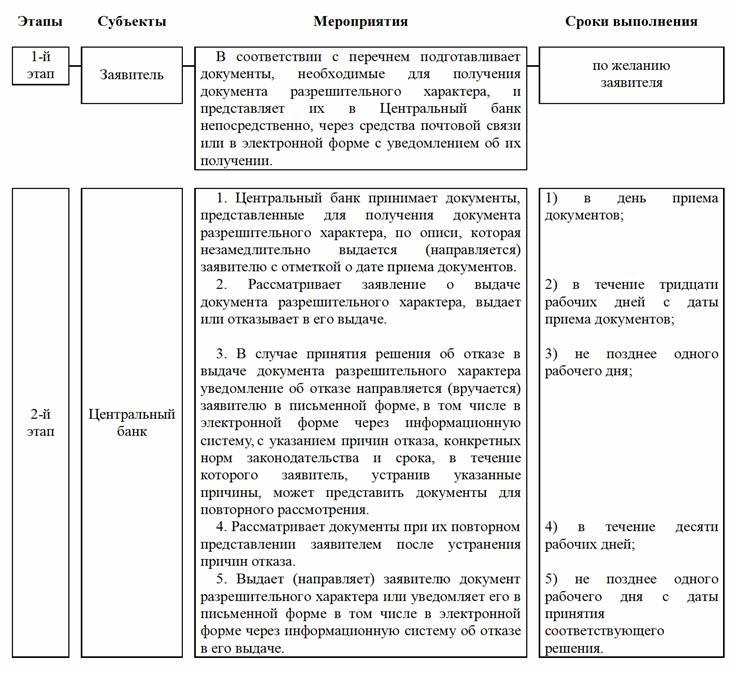 Этапы
Субъекты
Мероприятия
Сроки выполнения
1-й
этап
Заявитель
В соответствии с перечнем подготавливает
документы, необходимые для получения
документа разрешительного характера, и
представляет их в Центральный банк
непосредственно, через средства почтовой связи
или в электронной форме с уведомлением об их
получении.
по желанию
заявителя
2-й
этап
Центральный
банк
1. Центральный банк принимает документы,
представленные для получения документа
разрешительного характера, по описи, которая
незамедлительно выдается (направляется)
заявителю с отметкой о дате приема документов.
2. Рассматривает заявление о выдаче
документа разрешительного характера, выдает
или отказывает в его выдаче.
3. В случае принятия решения об отказе в
выдаче документа разрешительного характера
уведомление об отказе направляется (вручается)
заявителю в письменной форме, в том числе в
электронной форме через информационную
систему, с указанием причин отказа, конкретных
норм законодательства и срока, в течение
которого заявитель, устранив указанные
причины, может представить документы для
повторного рассмотрения.
4. Рассматривает документы при их повторном
представлении заявителем после устранения
причин отказа.
5. Выдает (направляет) заявителю документ
разрешительного характера или уведомляет его в
письменной форме в том числе в электронной
форме через информационную систему об отказе
в его выдаче.
1) в день приема
документов;
2) в течение тридцати
рабочих дней с даты
приема документов;
3) не позднее одного
рабочего дня;
4) в течение десяти
рабочих дней;
5) не позднее одного
рабочего дня с даты
принятия
соответствующего
решения.